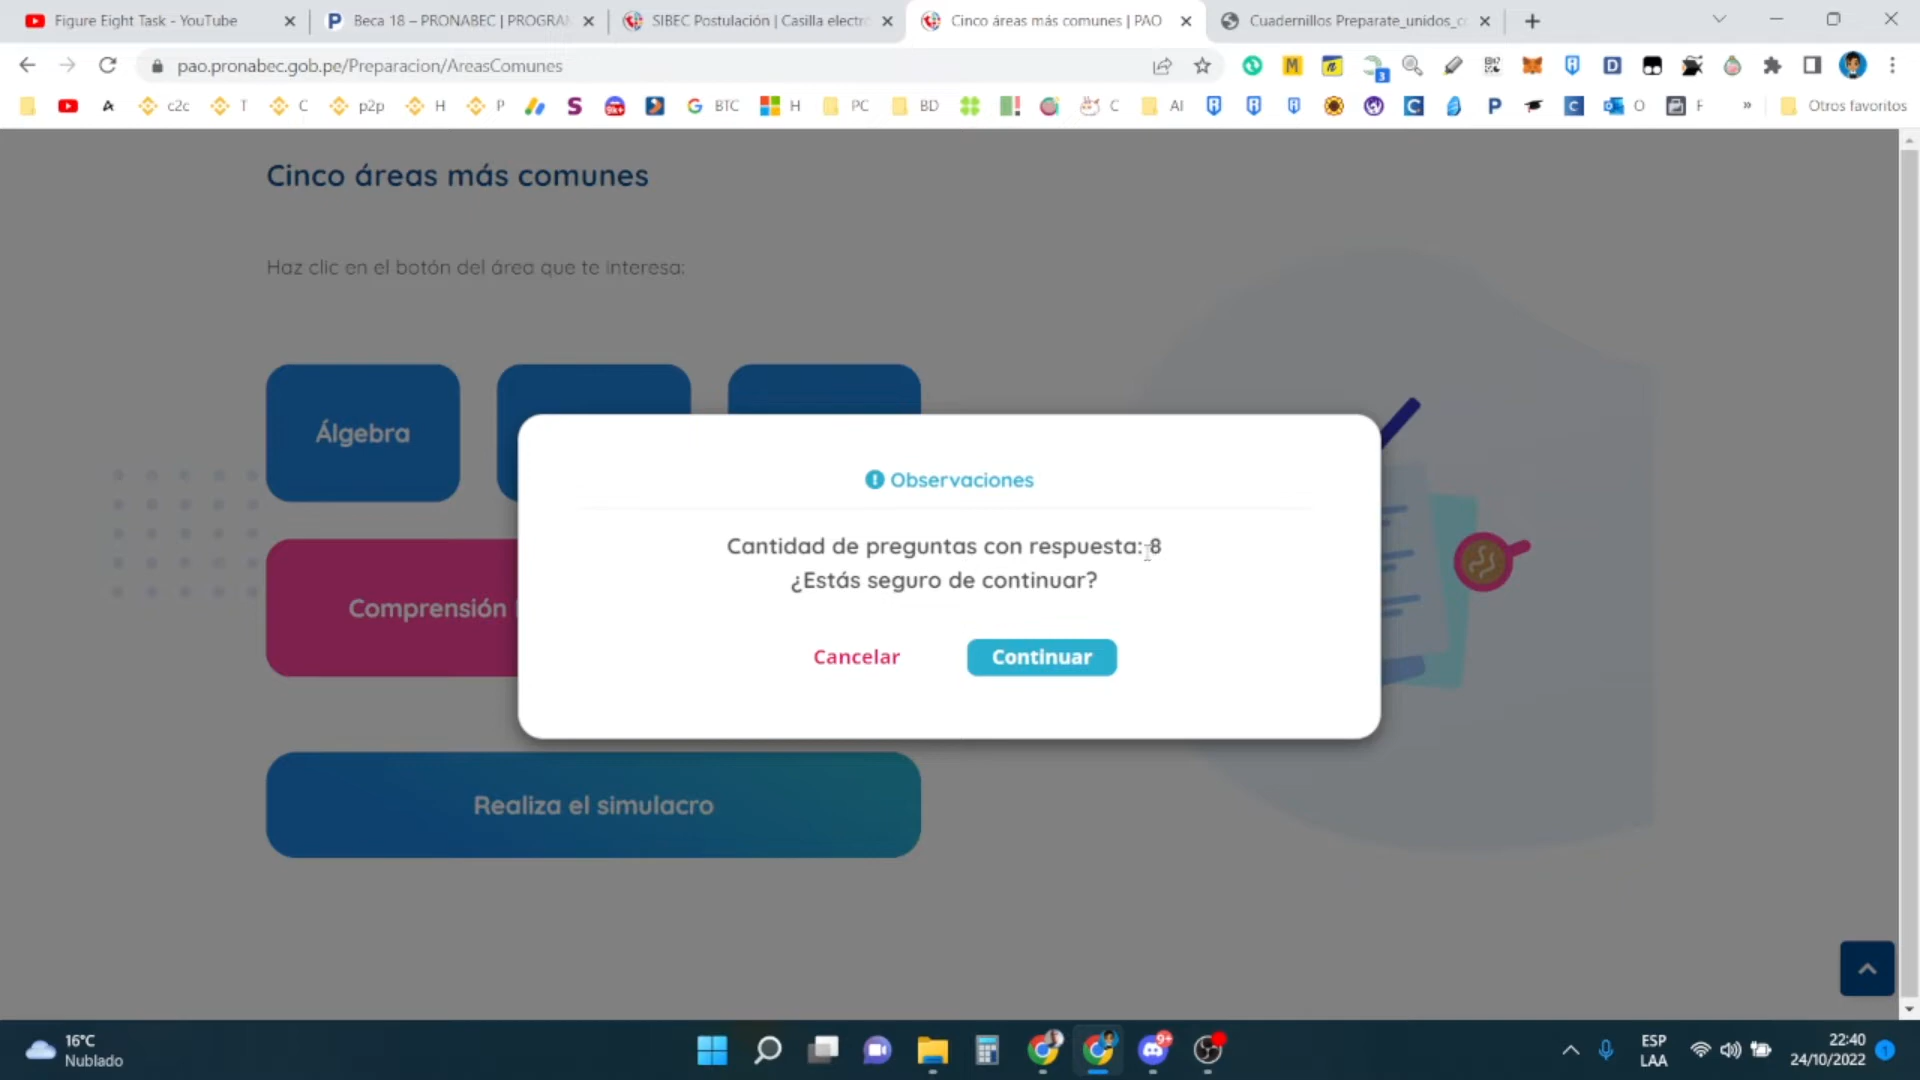 Figure Eight Task - YouTube
Beca 18 – PRONABEC | PROGRAM
SIBEC Postulación | Casilla electró
Cinco áreas más comunes | PAO
Cuadernillos Preparate_unidos_co
pao.pronabec.gob.pe/Preparacion/AreasComunes
c2c
T
C
p2p
H
P
BTC
H
PC
BD
C
AI
O
F
»
Otros favoritos
Cinco áreas más comunes
Haz clic en el botón del área que te interesa:
Álgebra
Comprensión
Observaciones
Cantidad de preguntas con respuesta: 8
¿Estás seguro de continuar?
Cancelar
Continuar
Realiza el simulacro
16°C
Nublado
ESP
LAA
22:40
24/10/2022